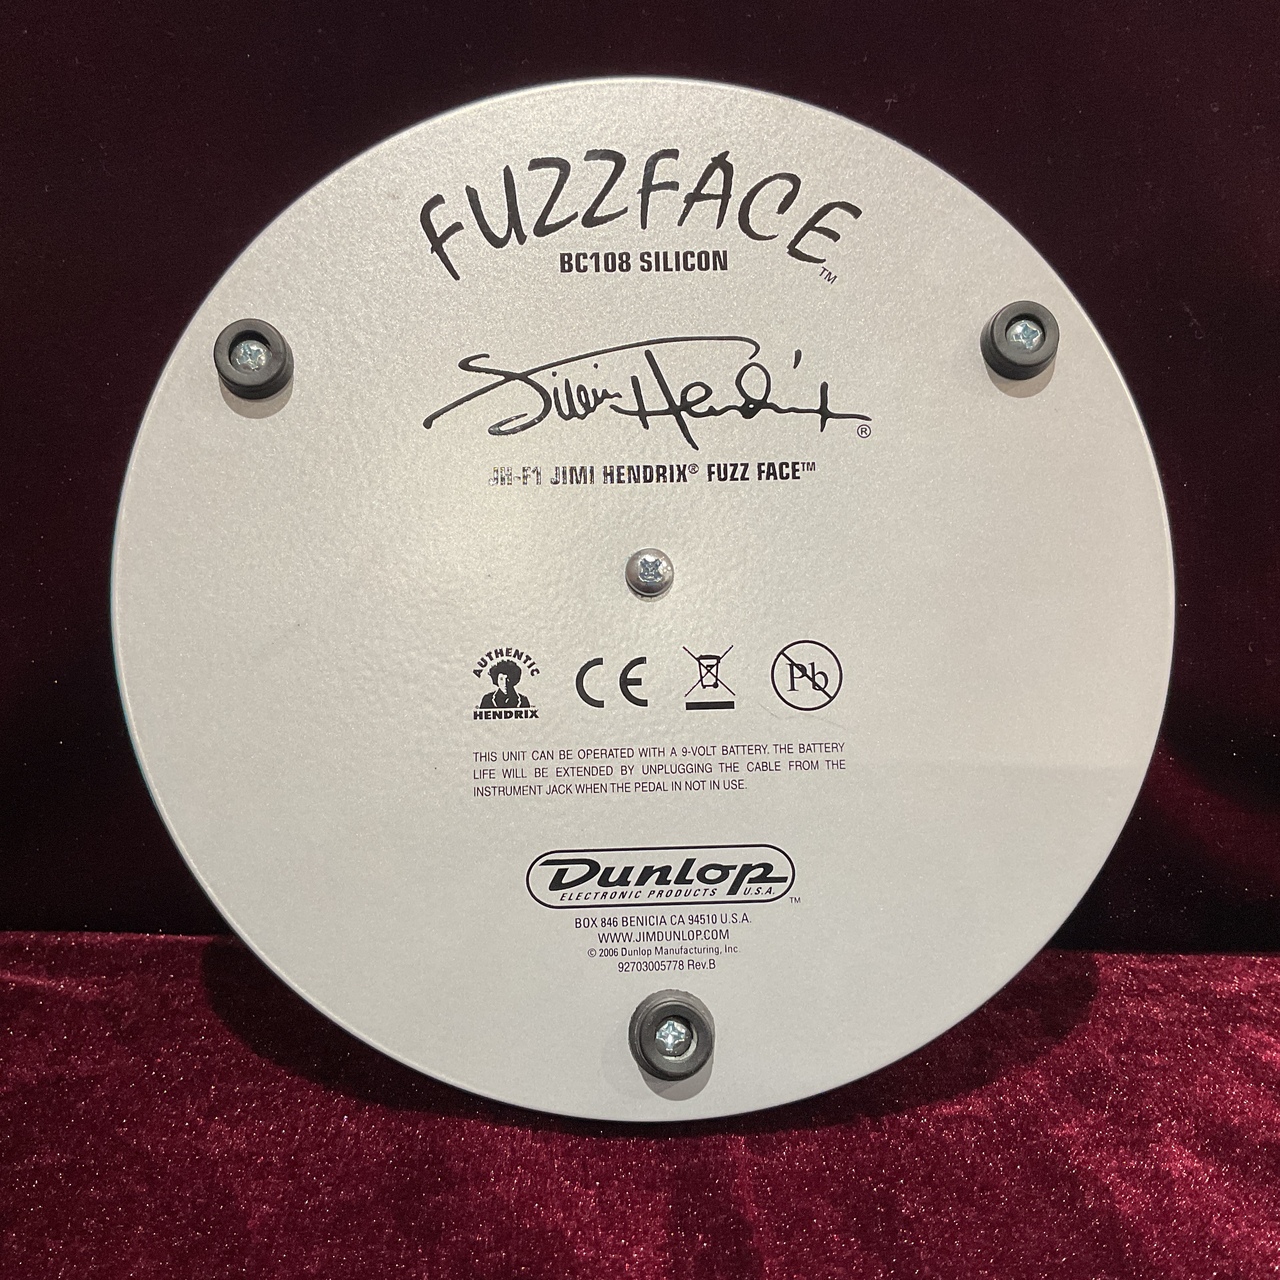 FUZZFACE™
BC108 SILICON
Jimi Hendrix®
JH-F1 JIMI HENDRIX® FUZZ FACE™
AUTHENTIC
HENDRIX
CE
Pb
THIS UNIT CAN BE OPERATED WITH A 9-VOLT BATTERY. THE BATTERY
LIFE WILL BE EXTENDED BY UNPLUGGING THE CABLE FROM THE
INSTRUMENT JACK WHEN THE PEDAL IN NOT IN USE.
Dunlop
ELECTRONIC PRODUCTS U.S.A.™
BOX 846 BENICIA CA 94510 U.S.A.
WWW.JIMDUNLOP.COM
© 2006 Dunlop Manufacturing, Inc.
92703005778 Rev.B